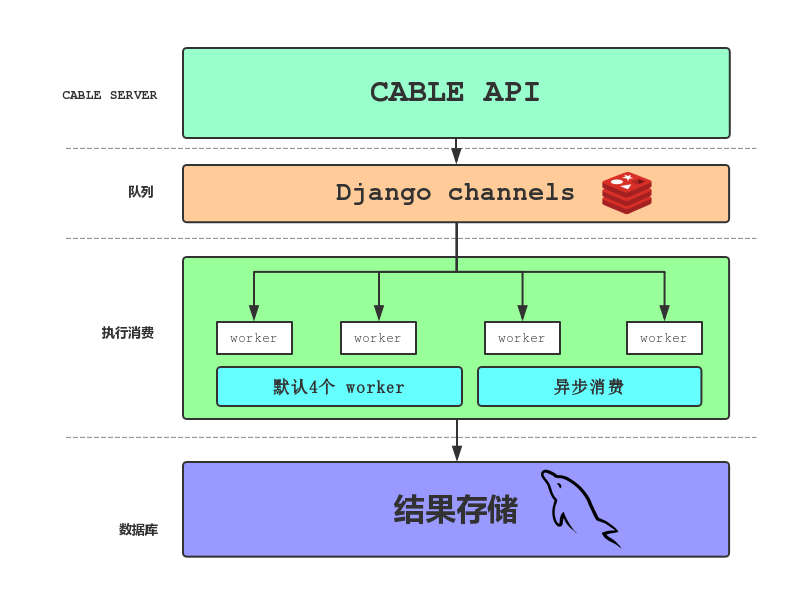 CABLE SERVER
CABLE API
队列
Django channels
执行消费
worker
worker
worker
worker
默认4个 worker
异步消费
数据库
结果存储